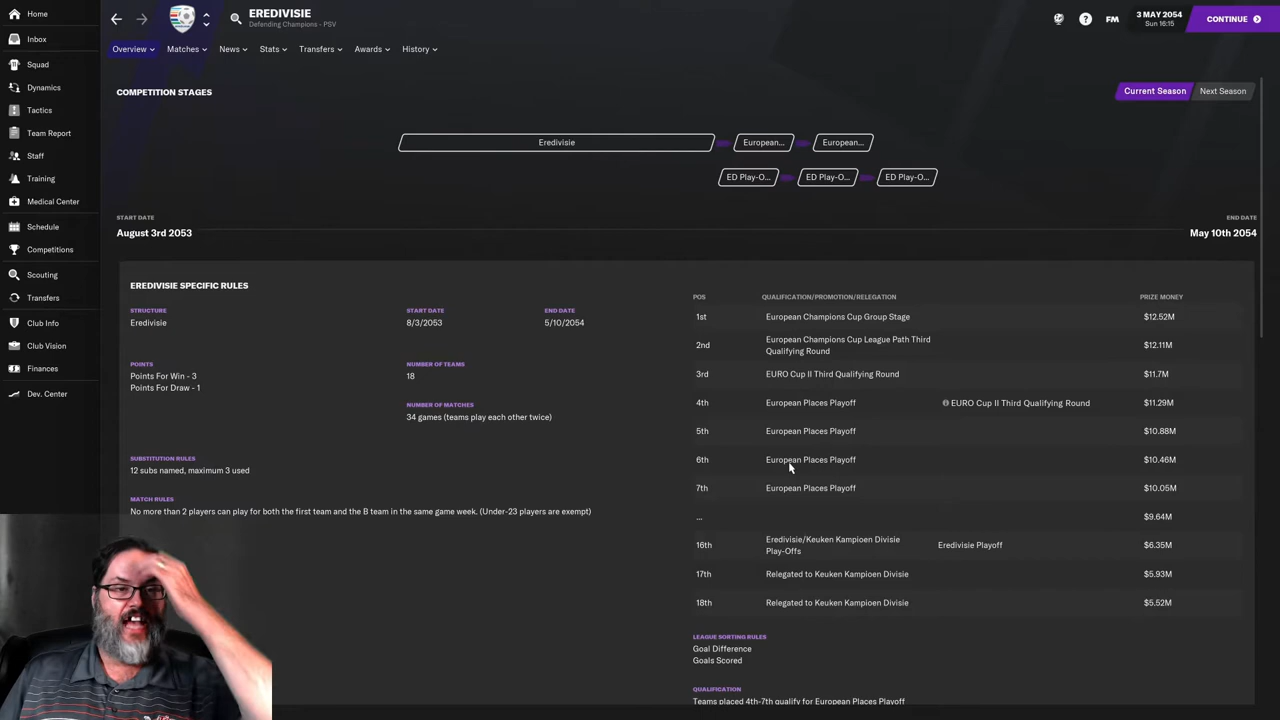 Home
Inbox
Squad
Dynamics
Tactics
Team Report
Staff
Training
Medical Center
Schedule
Competitions
Scouting
Transfers
Club Info
Club Vision
Finances
Dev. Center
EREDIVISIE
Defending Champions - PSV
?
FM
3 MAY 2054
Sun 16:15
CONTINUE
Overview Matches News Stats Transfers Awards History
COMPETITION STAGES
Current Season Next Season
Eredivisie European... European...
ED Play-O... ED Play-O... ED Play-O...
START DATE
August 3rd 2053
END DATE
May 10th 2054
EREDIVISIE SPECIFIC RULES
STRUCTURE
Eredivisie
START DATE
8/3/2053
END DATE
5/10/2054
POINTS
Points For Win - 3
Points For Draw - 1
NUMBER OF TEAMS
18
NUMBER OF MATCHES
34 games (teams play each other twice)
SUBSTITUTION RULES
12 subs named, maximum 3 used
MATCH RULES
No more than 2 players can play for both the first team and the B team in the same game week. (Under-23 players are exempt)
POS QUALIFICATION/PROMOTION/RELEGATION PRIZE MONEY
1st European Champions Cup Group Stage $12.52M
2nd European Champions Cup League Path Third Qualifying Round $12.11M
3rd EURO Cup II Third Qualifying Round $11.7M
4th European Places Playoff EURO Cup II Third Qualifying Round $11.29M
5th European Places Playoff $10.88M
6th European Places Playoff $10.46M
7th European Places Playoff $10.05M
... $9.64M
16th Eredivisie/Keuken Kampioen Divisie Play-Offs Eredivisie Playoff $6.35M
17th Relegated to Keuken Kampioen Divisie $5.93M
18th Relegated to Keuken Kampioen Divisie $5.52M
LEAGUE SORTING RULES
Goal Difference
Goals Scored
QUALIFICATION
Teams placed 4th-7th qualify for European Places Playoff